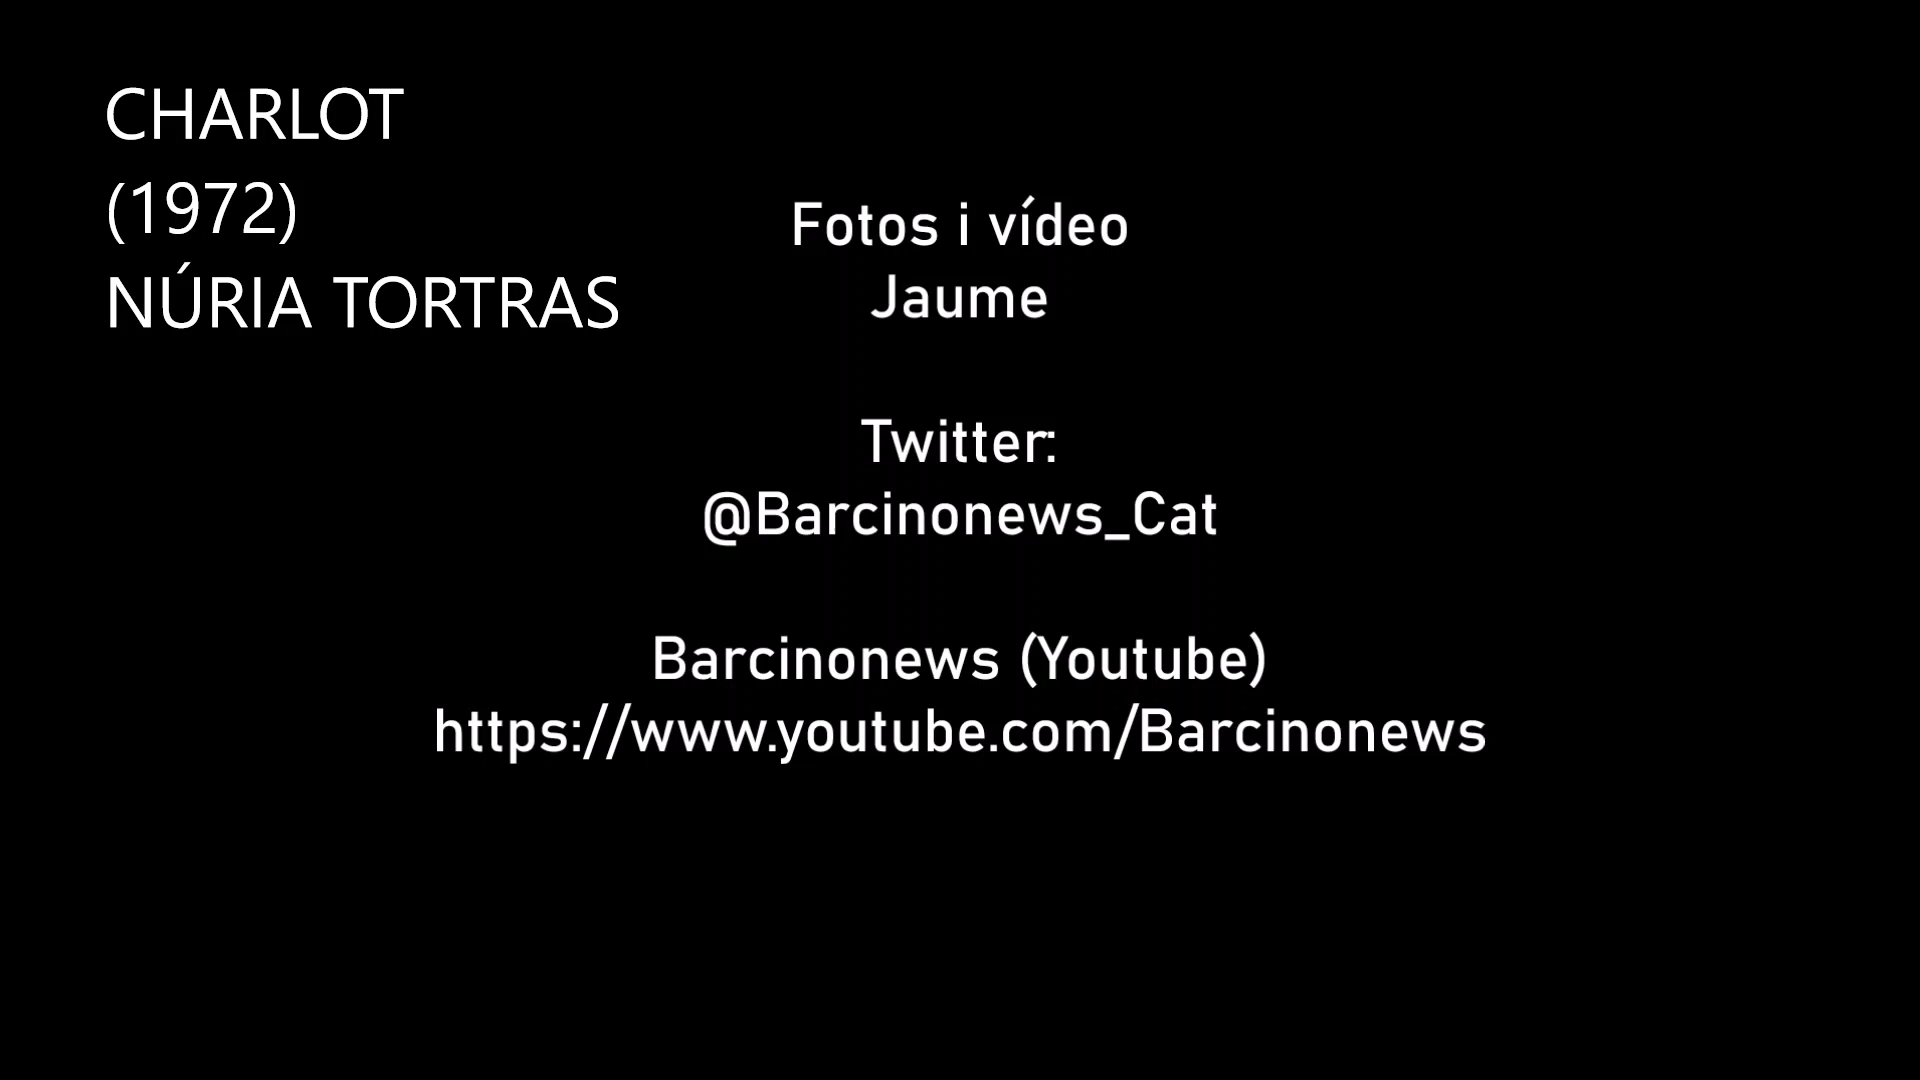 CHARLOT
(1972)
NÚRIA TORTRAS
Fotos i vídeo
Jaume
Twitter:
@Barcinonews_Cat
Barcinonews (Youtube)
https://www.youtube.com/Barcinonews